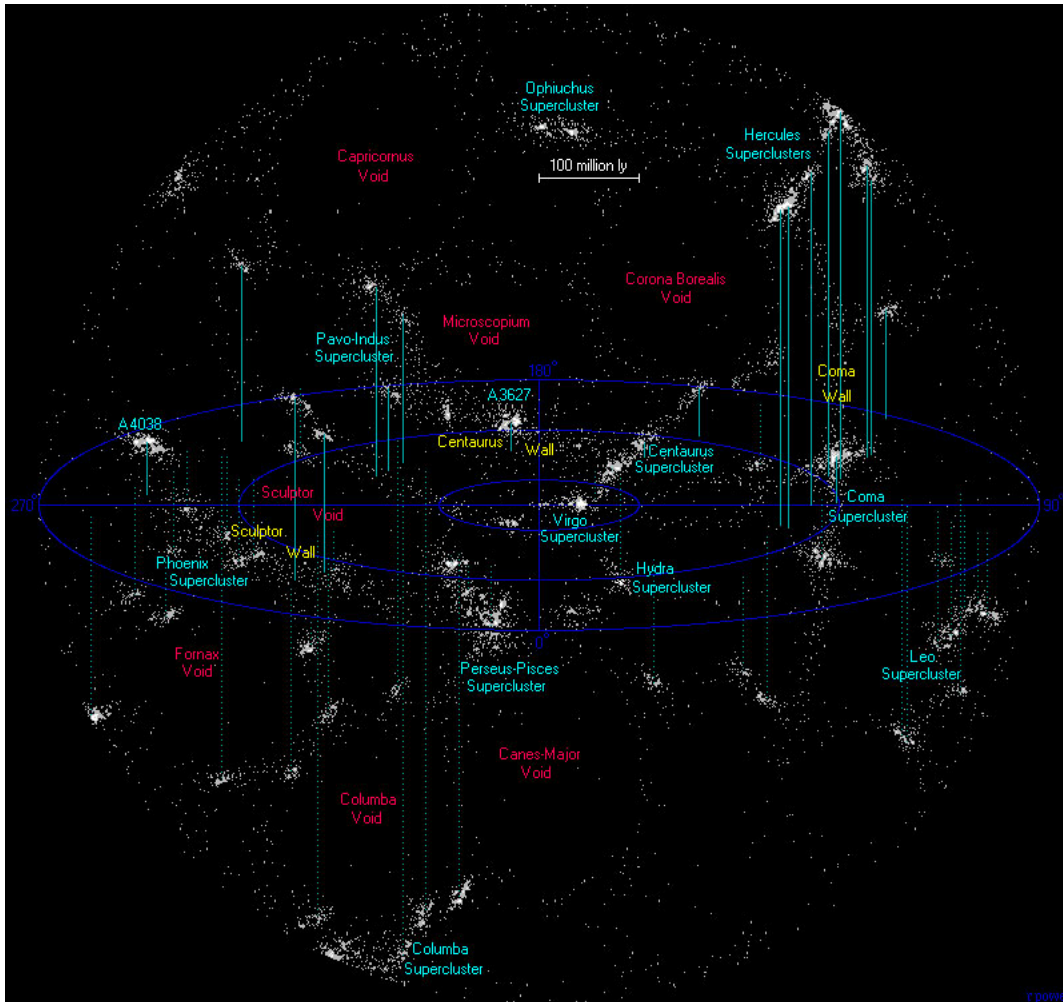 Ophiuchus
Supercluster
Hercules
Superclusters
Capricornus
Void
100 million ly
Corona Borealis
Void
Microscopium
Void
Pavo-Indus
Supercluster
180°
Coma
Wall
A3627
A4038
Centaurus
Wall
Centaurus
Supercluster
Sculptor
Void
270°
90°
Coma
Supercluster
Virgo
Supercluster
Sculptor
Wall
Phoenix
Supercluster
Hydra
Supercluster
0°
Fornax
Void
Perseus-Pisces
Supercluster
Leo
Supercluster
Canes-Major
Void
Columba
Void
Columba
Supercluster